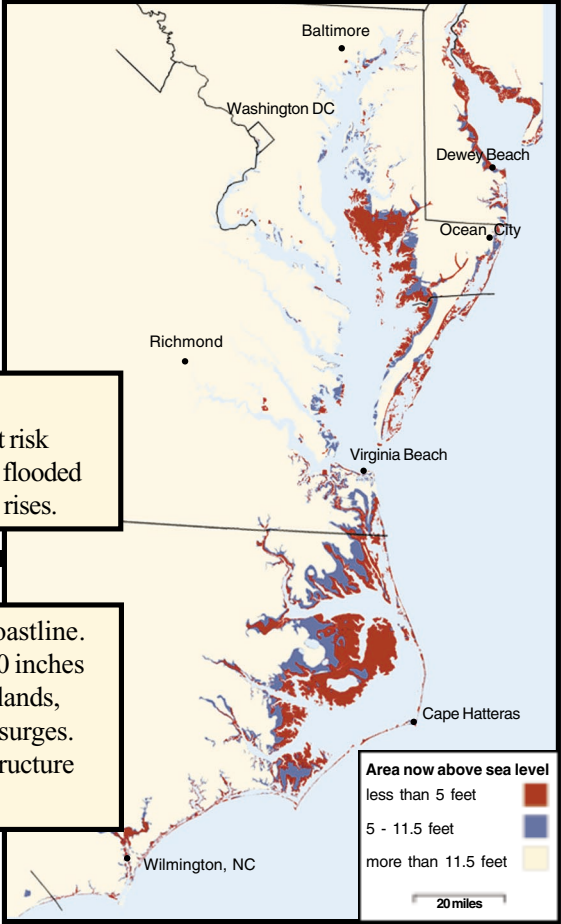 Baltimore
Washington DC
Dewey Beach
Ocean City
Richmond
t risk
flooded
rises.
Virginia Beach
oastline.
0 inches
lands,
surges.
ructure
Cape Hatteras
Area now above sea level
less than 5 feet
5 - 11.5 feet
more than 11.5 feet
20 miles
Wilmington, NC